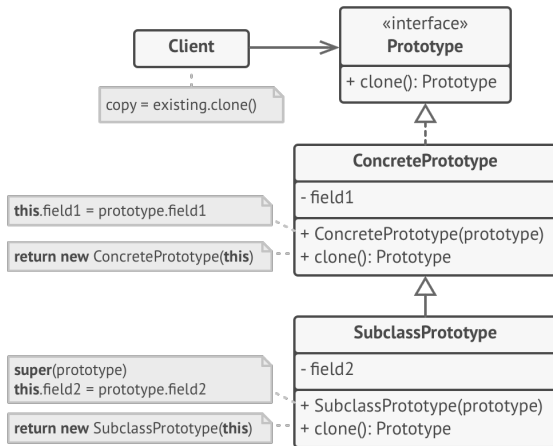 «interface»
Prototype
+ clone(): Prototype
Client
copy = existing.clone()
ConcretePrototype
- field1
+ ConcretePrototype(prototype)
+ clone(): Prototype
this.field1 = prototype.field1
return new ConcretePrototype(this)
SubclassPrototype
- field2
+ SubclassPrototype(prototype)
+ clone(): Prototype
super(prototype)
this.field2 = prototype.field2
return new SubclassPrototype(this)